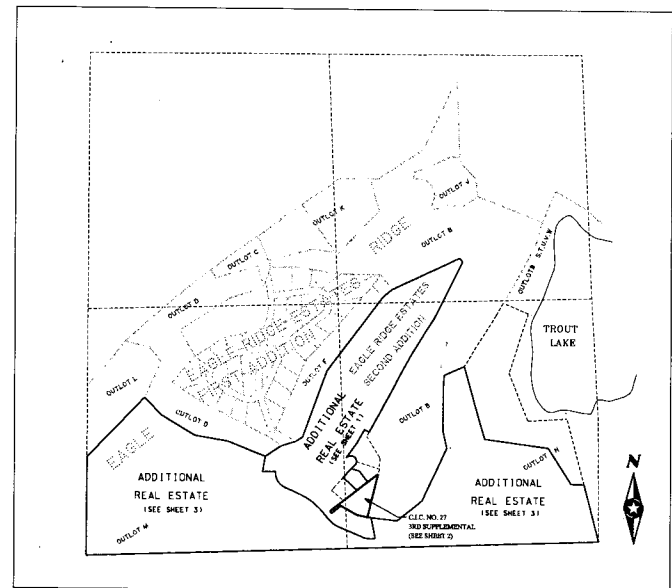 OUTLOT J
OUTLOT K
RIDGE
OUTLOT B
OUTLOT C
OUTLOT D
OUTLOTS S,T,U,V,W
TROUT
LAKE
EAGLE RIDGE ESTATES
FIRST ADDITION
EAGLE RIDGE ESTATES
SECOND ADDITION
OUTLOT F
OUTLOT L
OUTLOT D
EAGLE
ADDITIONAL
REAL ESTATE
(SEE SHEET 1)
OUTLOT B
ADDITIONAL
REAL ESTATE
(SEE SHEET 3)
OUTLOT M
OUTLOT H
ADDITIONAL
REAL ESTATE
(SEE SHEET 3)
C.I.C. NO. 27
3RD SUPPLEMENTAL
(SEE SHEET 2)
N